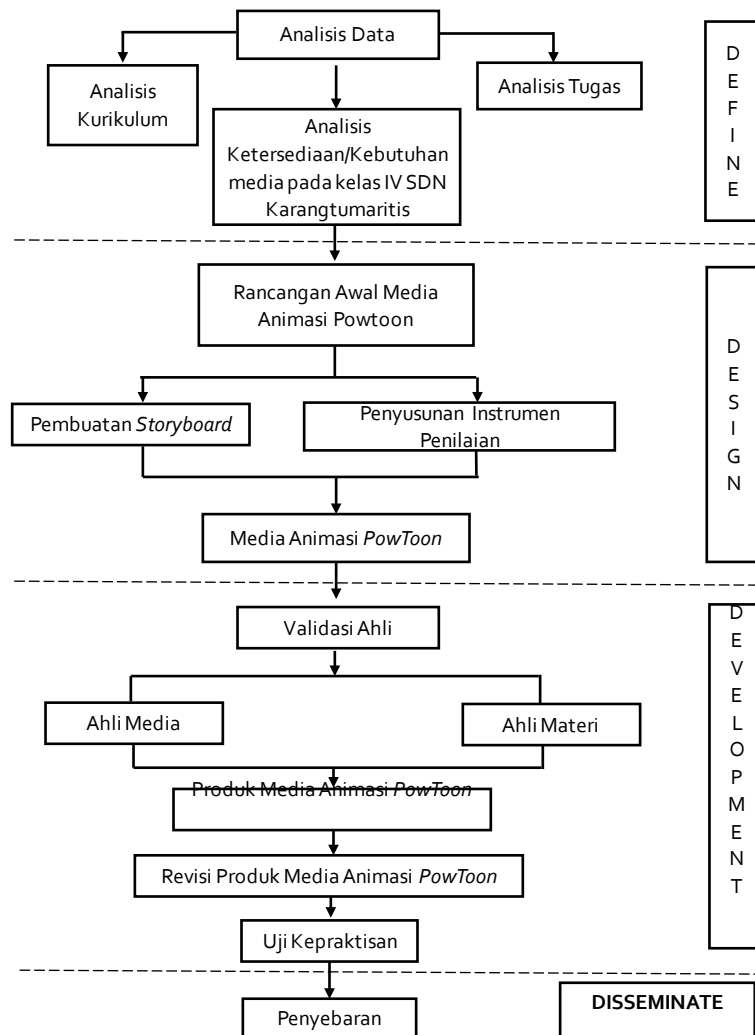 Analisis Data
Analisis
Kurikulum
Analisis Tugas
Analisis
Ketersediaan/Kebutuhan
media pada kelas IV SDN
Karangtumaritis
D
E
F
I
N
E
Rancangan Awal Media
Animasi Powtoon
Pembuatan Storyboard
Penyusunan Instrumen
Penilaian
Media Animasi PowToon
D
E
S
I
G
N
Validasi Ahli
Ahli Media
Ahli Materi
Produk Media Animasi PowToon
Revisi Produk Media Animasi PowToon
Uji Kepraktisan
D
E
V
E
L
O
P
M
E
N
T
Penyebaran
DISSEMINATE